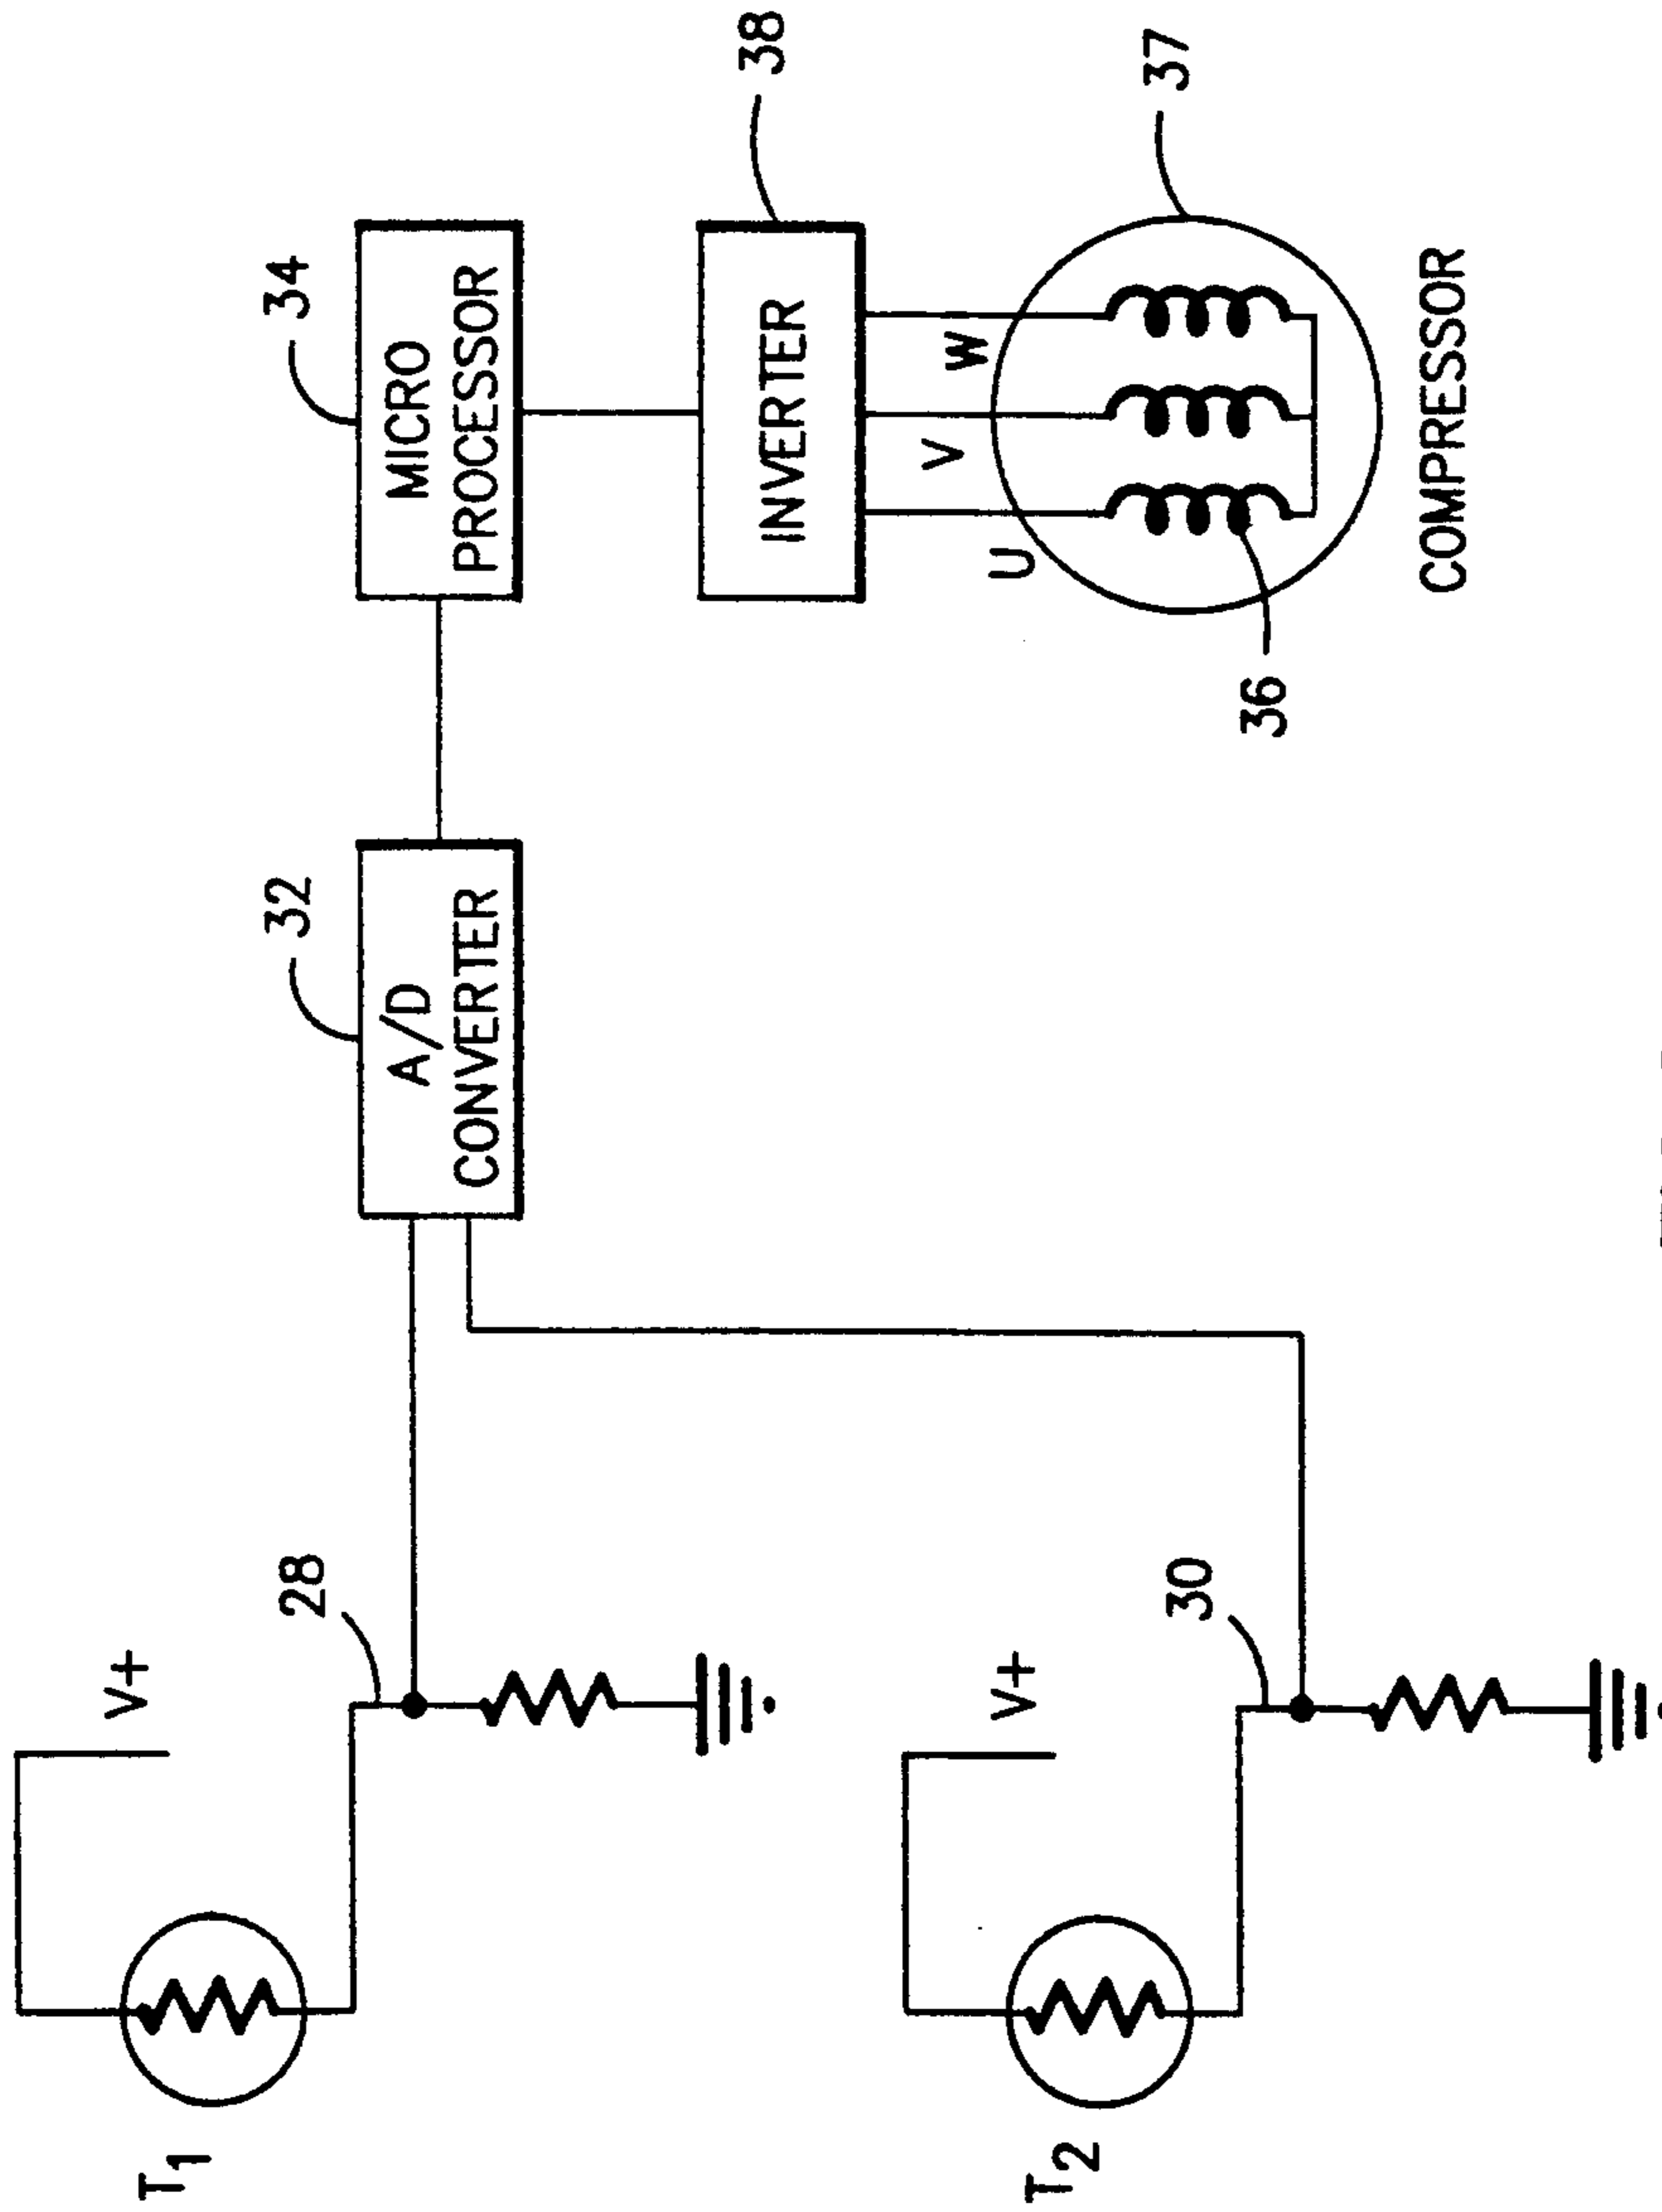 T1
V+
28
32
A/D
CONVERTER
34
MICRO
PROCESSOR
38
INVERTER
U
V
W
36
37
COMPRESSOR
T2
V+
30